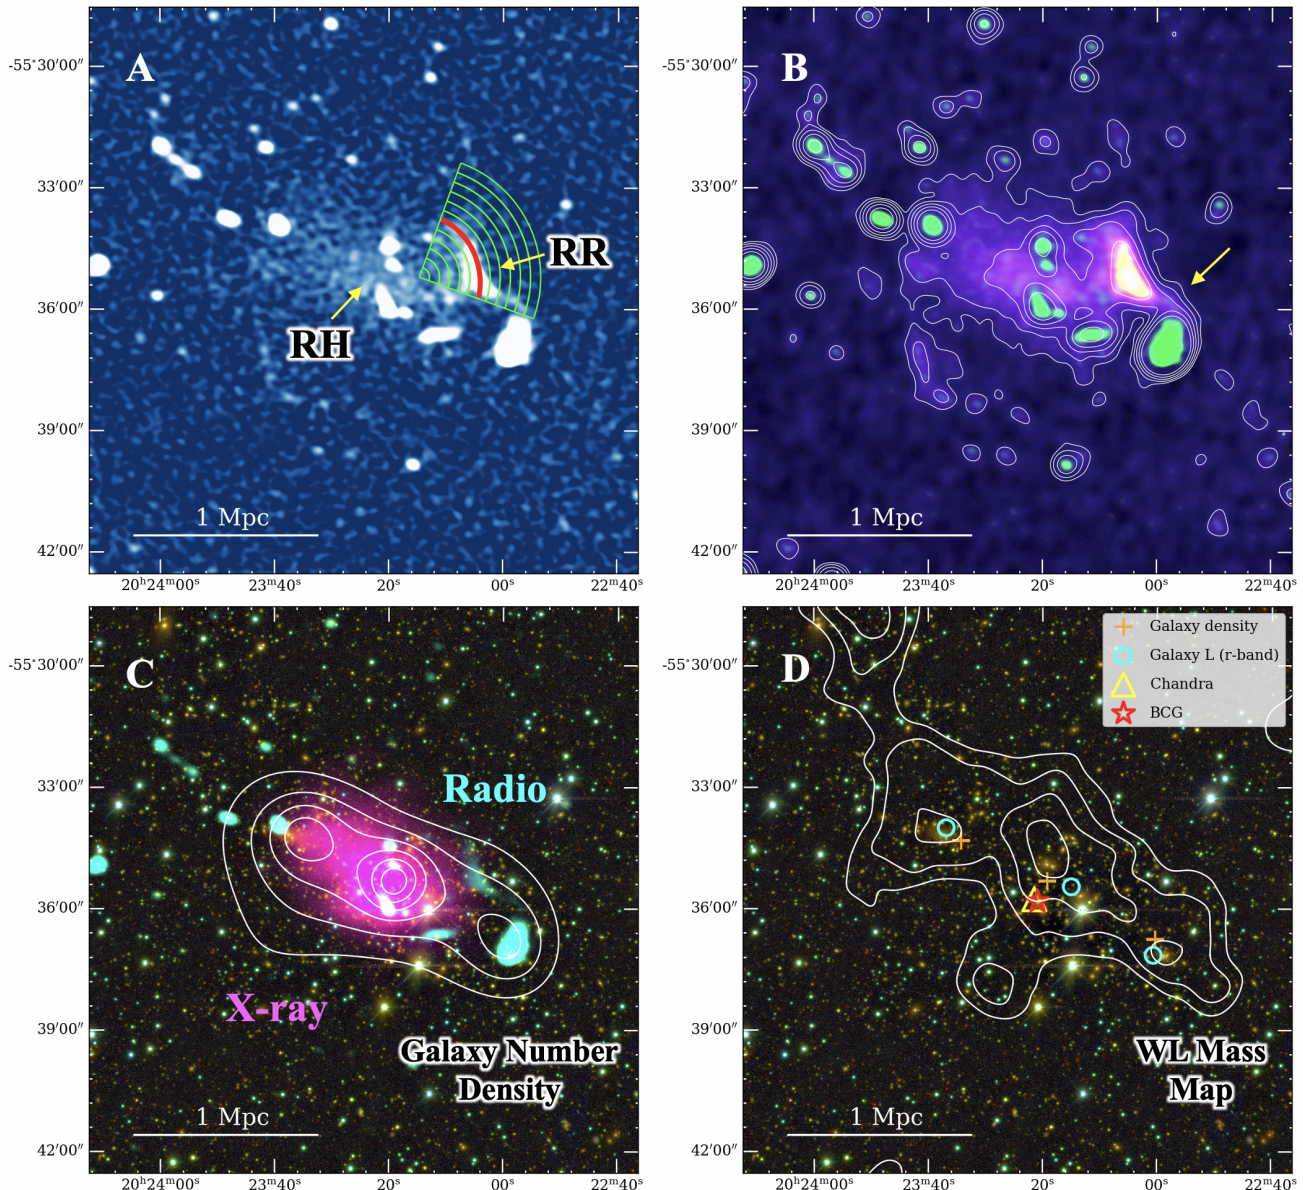 A
-55°30′00″
33′00″
36′00″
39′00″
42′00″
RR
RH
1 Mpc
20ʰ24ᵐ00ˢ
23ᵐ40ˢ
20ˢ
00ˢ
22ᵐ40ˢ
B
-55°30′00″
33′00″
36′00″
39′00″
42′00″
1 Mpc
20ʰ24ᵐ00ˢ
23ᵐ40ˢ
20ˢ
00ˢ
22ᵐ40ˢ
C
-55°30′00″
33′00″
36′00″
39′00″
42′00″
Radio
X-ray
Galaxy Number
Density
1 Mpc
20ʰ24ᵐ00ˢ
23ᵐ40ˢ
20ˢ
00ˢ
22ᵐ40ˢ
D
Galaxy density
Galaxy L (r-band)
Chandra
BCG
-55°30′00″
33′00″
36′00″
39′00″
42′00″
WL Mass
Map
1 Mpc
20ʰ24ᵐ00ˢ
23ᵐ40ˢ
20ˢ
00ˢ
22ᵐ40ˢ